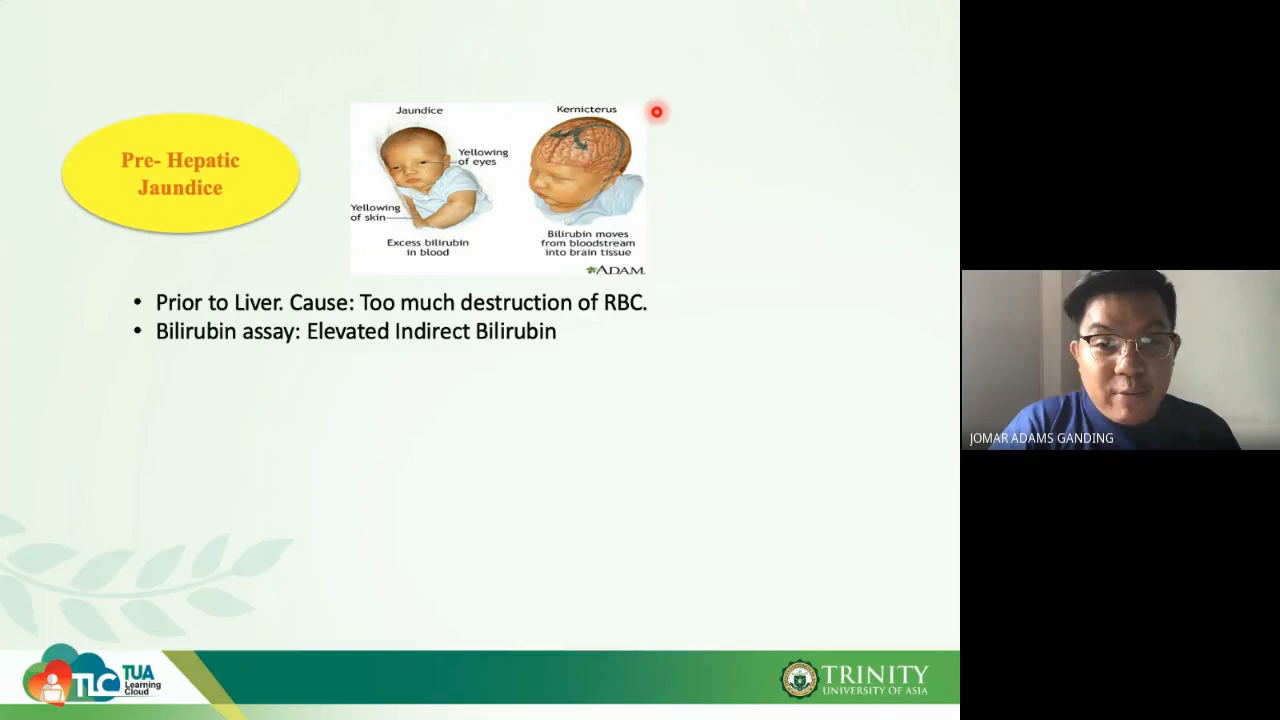 Pre- Hepatic
Jaundice
Jaundice
Yellowing
of eyes
Yellowing
of skin
Excess bilirubin
in blood
Kernicterus
Bilirubin moves
from bloodstream
into brain tissue
ADAM.
• Prior to Liver. Cause: Too much destruction of RBC.
• Bilirubin assay: Elevated Indirect Bilirubin
JOMAR ADAMS GANDING
TLC TUA
Learning
Cloud
TRINITY
UNIVERSITY OF ASIA